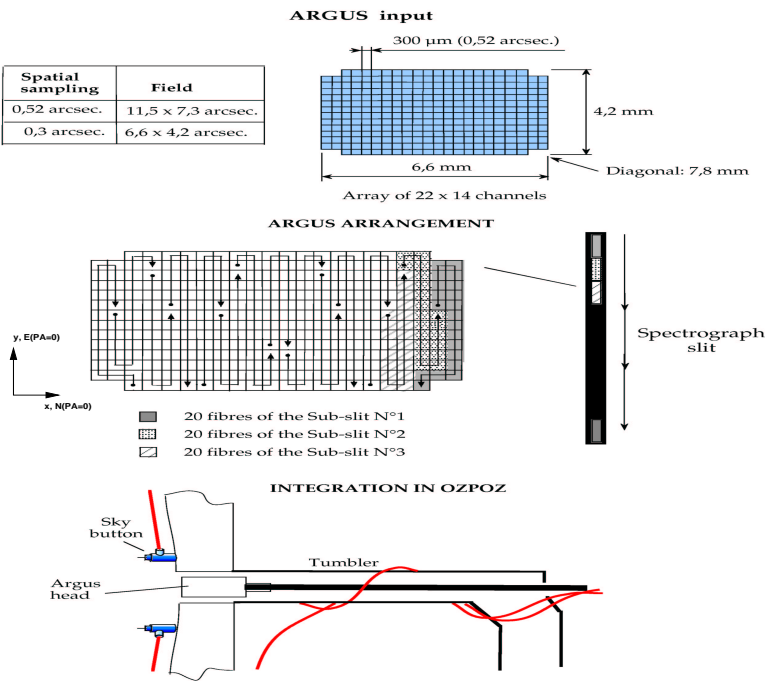 ARGUS input
300 µm (0,52 arcsec.)
Spatial sampling
Field
0,52 arcsec.
11,5 x 7,3 arcsec.
0,3 arcsec.
6,6 x 4,2 arcsec.
4,2 mm
6,6 mm
Diagonal: 7,8 mm
Array of 22 x 14 channels
ARGUS ARRANGEMENT
Spectrograph
slit
y, E(PA=0)
x, N(PA=0)
20 fibres of the Sub-slit N°1
20 fibres of the Sub-slit N°2
20 fibres of the Sub-slit N°3
INTEGRATION IN OZPOZ
Sky
button
Tumbler
Argus
head